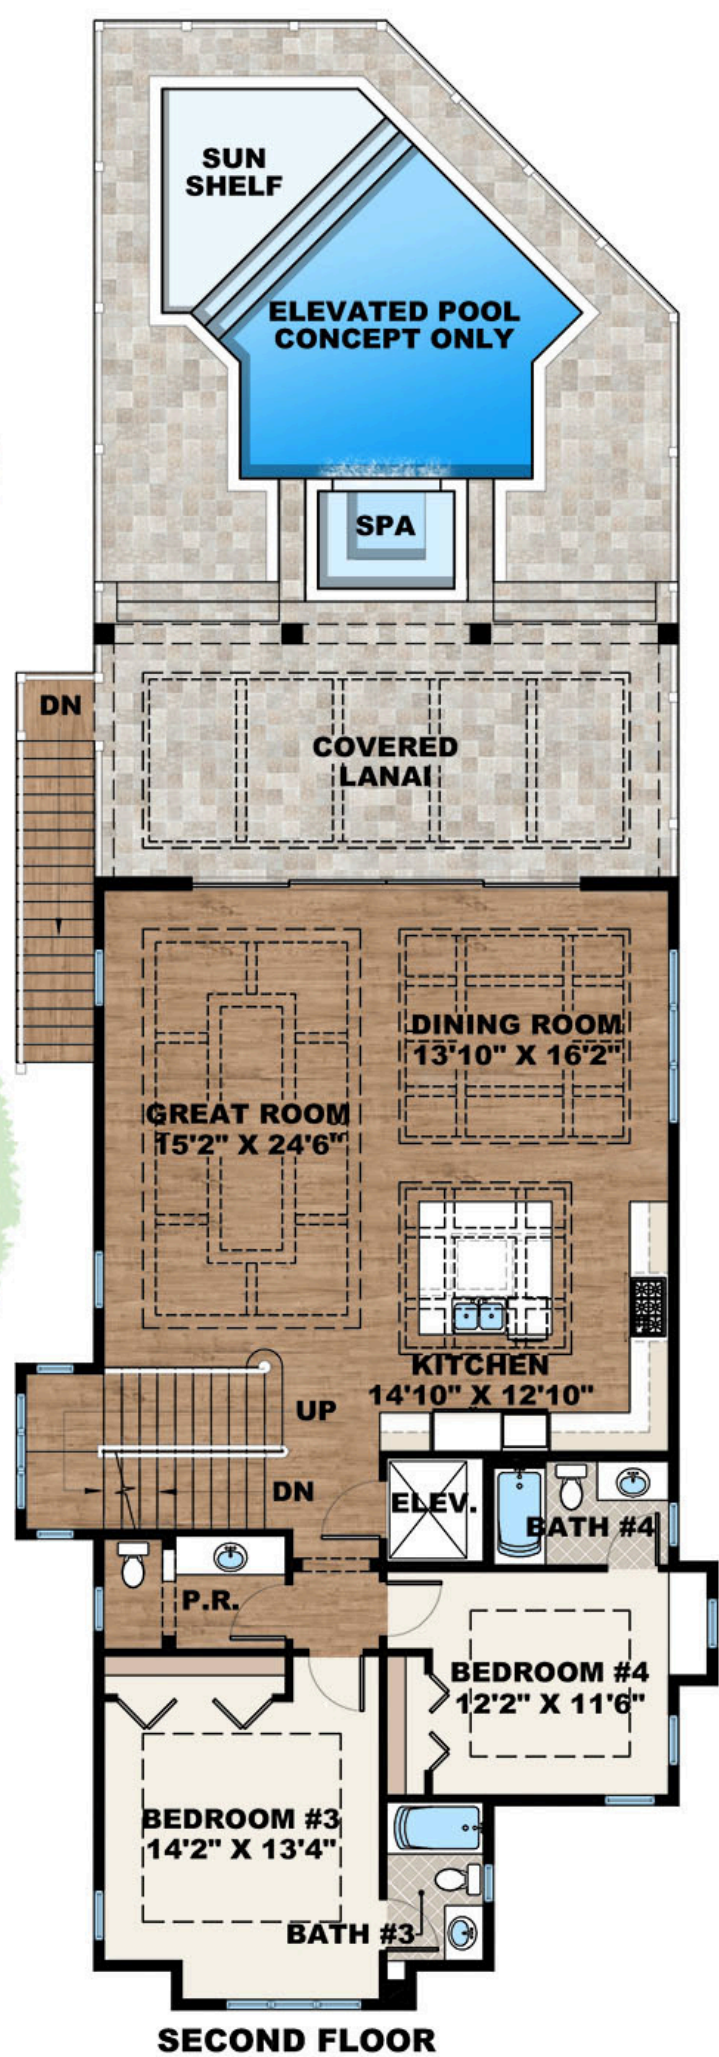 SUN
SHELF
ELEVATED POOL
CONCEPT ONLY
SPA
DN
COVERED
LANAI
DINING ROOM
13'10" X 16'2"
GREAT ROOM
15'2" X 24'6"
KITCHEN
14'10" X 12'10"
UP
DN
ELEV.
BATH #4
P.R.
BEDROOM #4
12'2" X 11'6"
BEDROOM #3
14'2" X 13'4"
BATH #3
SECOND FLOOR